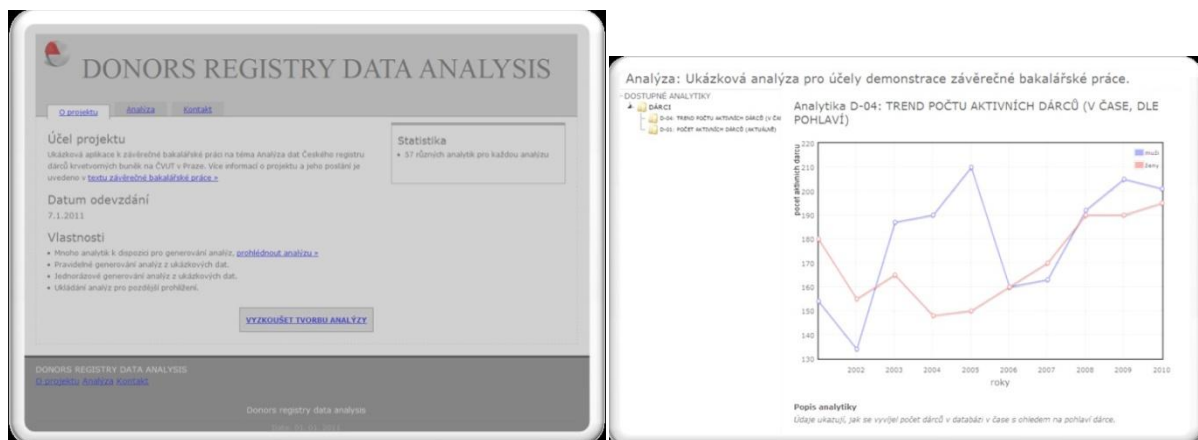 DONORS REGISTRY DATA ANALYSIS
O projektu Analýza Kontakt
Účel projektu
Ukázková aplikace k závěrečné bakalářské práci na téma Analýza dat Českého registru
dárců krvetvorných buněk na ČVUT v Praze. Více informací o projektu a jeho poslání je
uvedeno v textu závěrečné bakalářské práce »
Datum odevzdání
7.1.2011
Vlastnosti
• Mnoho analytik k dispozici pro generování analýz, prohlédnout analýzu »
• Pravidelné generování analýz z ukázkových dat.
• Jednorázové generování analýz z ukázkových dat.
• Ukládání analýz pro pozdější prohlížení.
Statistika
• 57 různých analytik pro každou analýzu
VYZKOUŠET TVORBU ANALÝZY
DONORS REGISTRY DATA ANALYSIS
O projektu Analýza Kontakt
Donors registry data analysis
Data: 01.01.2011
Analýza: Ukázková analýza pro účely demonstrace závěrečné bakalářské práce.
DOSTUPNÉ ANALYTIKY
DÁRCI
D-04: TREND POČTU AKTIVNÍCH DÁRCŮ (V ČAS
D-01: POČET AKTIVNÍCH DÁRCŮ (AKTUÁLNĚ)
Analytika D-04: TREND POČTU AKTIVNÍCH DÁRCŮ (V ČASE, DLE
POHLAVÍ)
počet aktivních dárců
220
210
200
190
180
170
160
150
140
130
muži
ženy
2002 2003 2004 2005 2006 2007 2008 2009 2010
roky
Popis analytiky
Údaje ukazují, jak se vyvíjel počet dárců v databázi v čase s ohledem na pohlaví dárce.